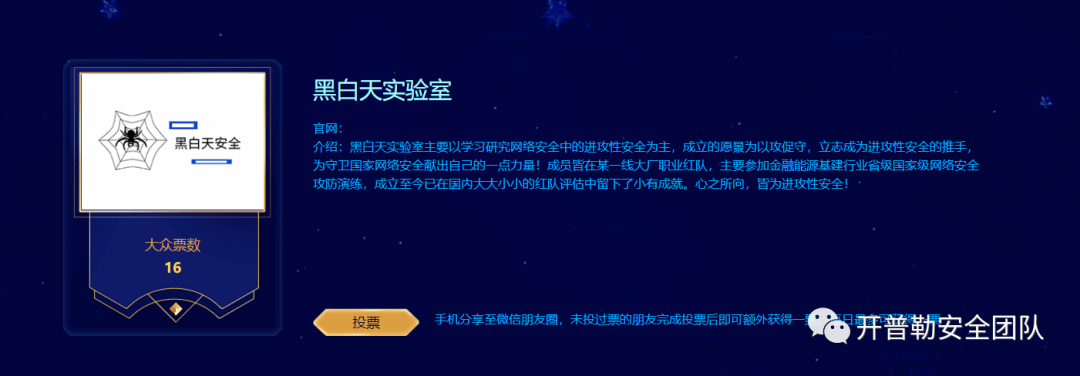 黑白天实验室
官网:
介绍: 黑白天实验室主要以学习研究网络安全中的进攻性安全为主, 成立的愿景为以攻促守, 立志成为进攻性安全的推手,
为守卫国家网络安全献出自己的一点力量! 成员皆在某一线大厂职业红队, 主要参加金融能源基建行业省级国家级网络安全
攻防演练, 成立至今已在国内大大小小的红队评估中留下了小有成就。心之所向, 皆为进攻性安全!
黑白天安全
大众票数
16
投票
手机分享至微信朋友圈, 未投过票的朋友完成投票后即可额外获得一
开普勒安全团队